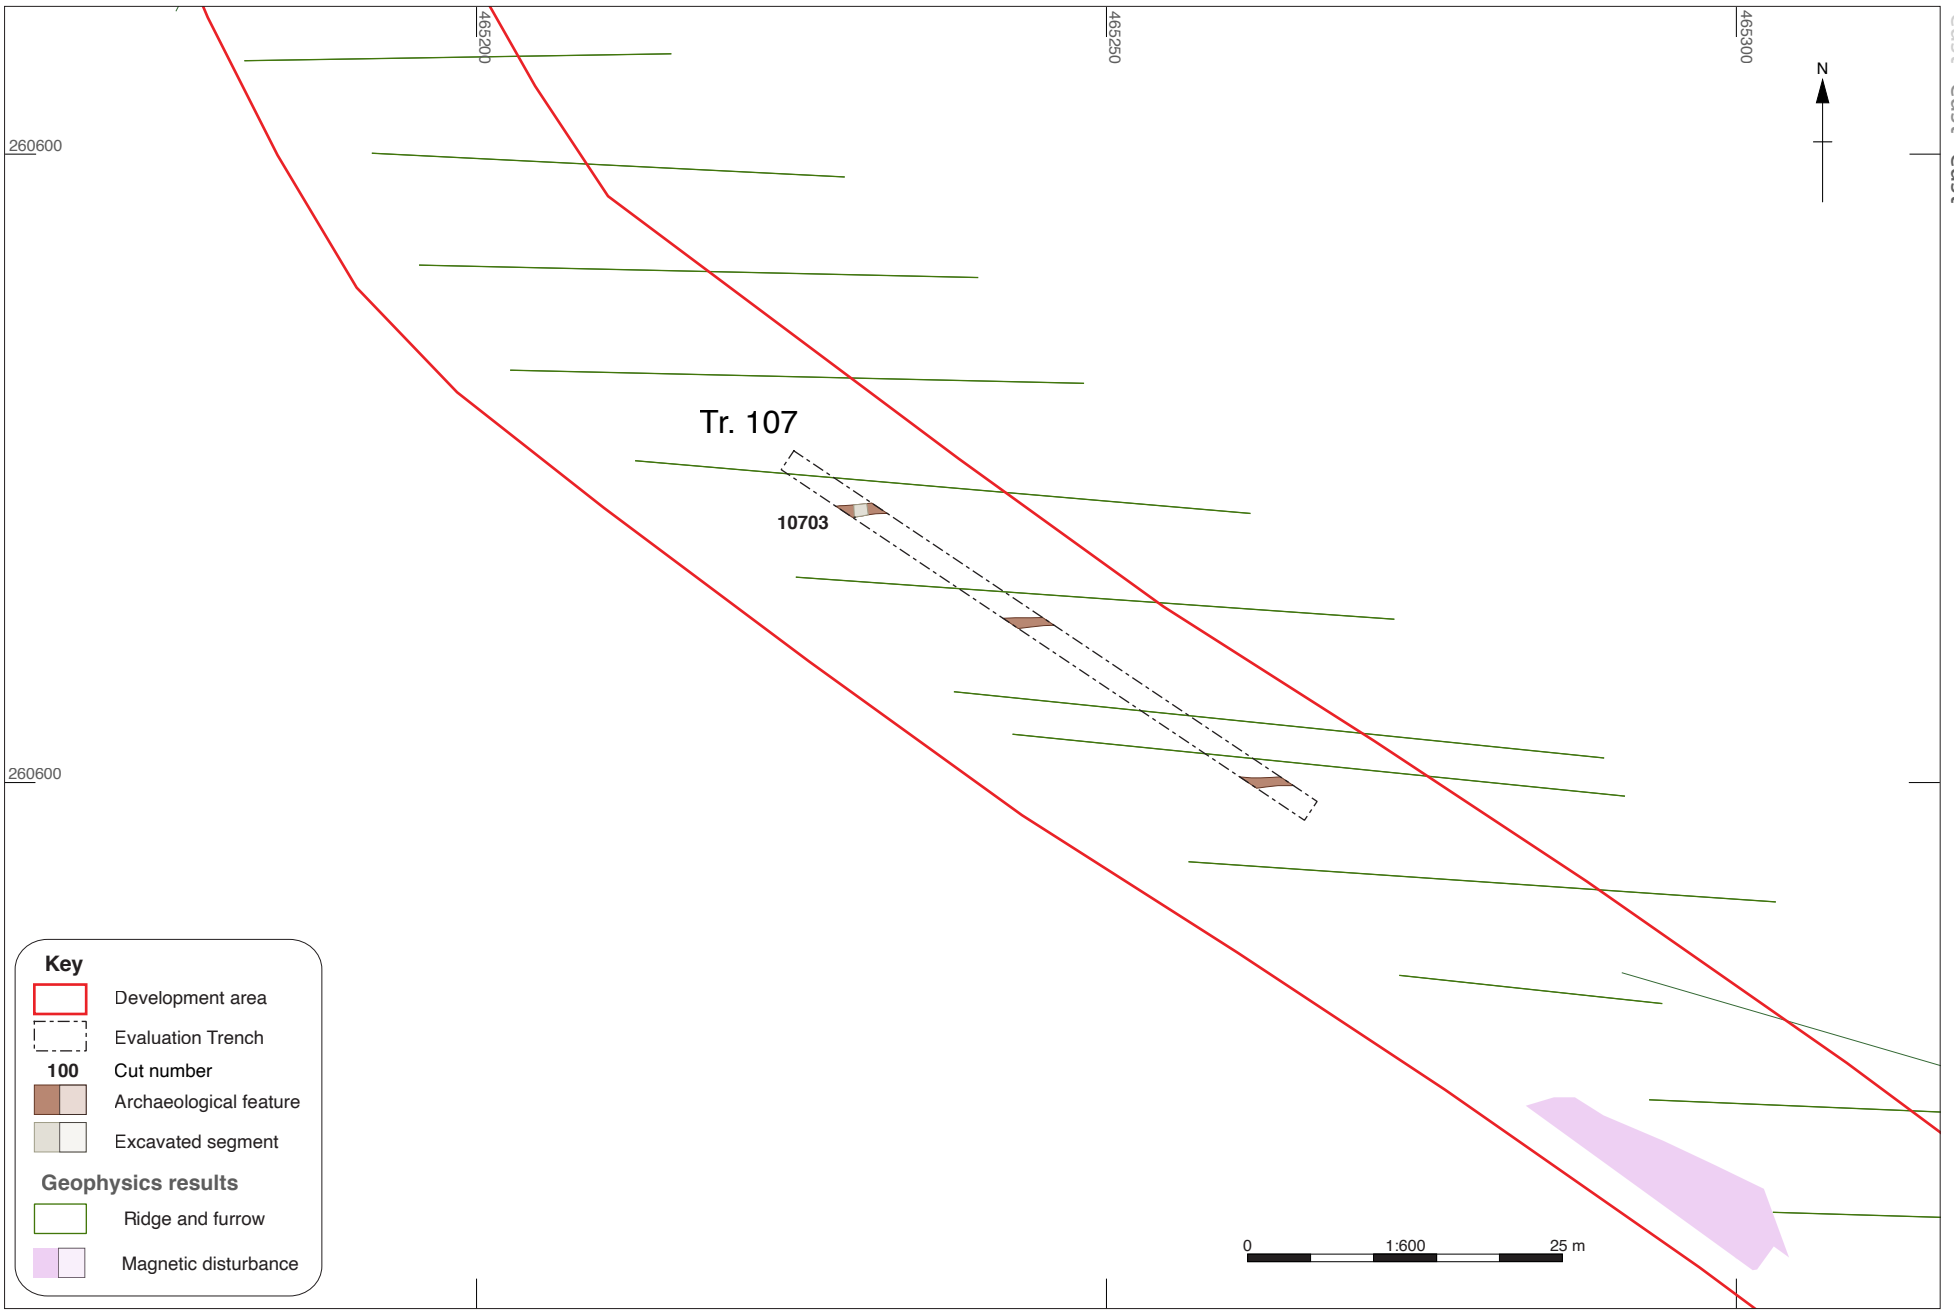 465200
465250
465300
N
260600
Tr. 107
10703
260600
Key
Development area
Evaluation Trench
100 Cut number
Archaeological feature
Excavated segment
Geophysics results
Ridge and furrow
Magnetic disturbance
0 1:600 25 m